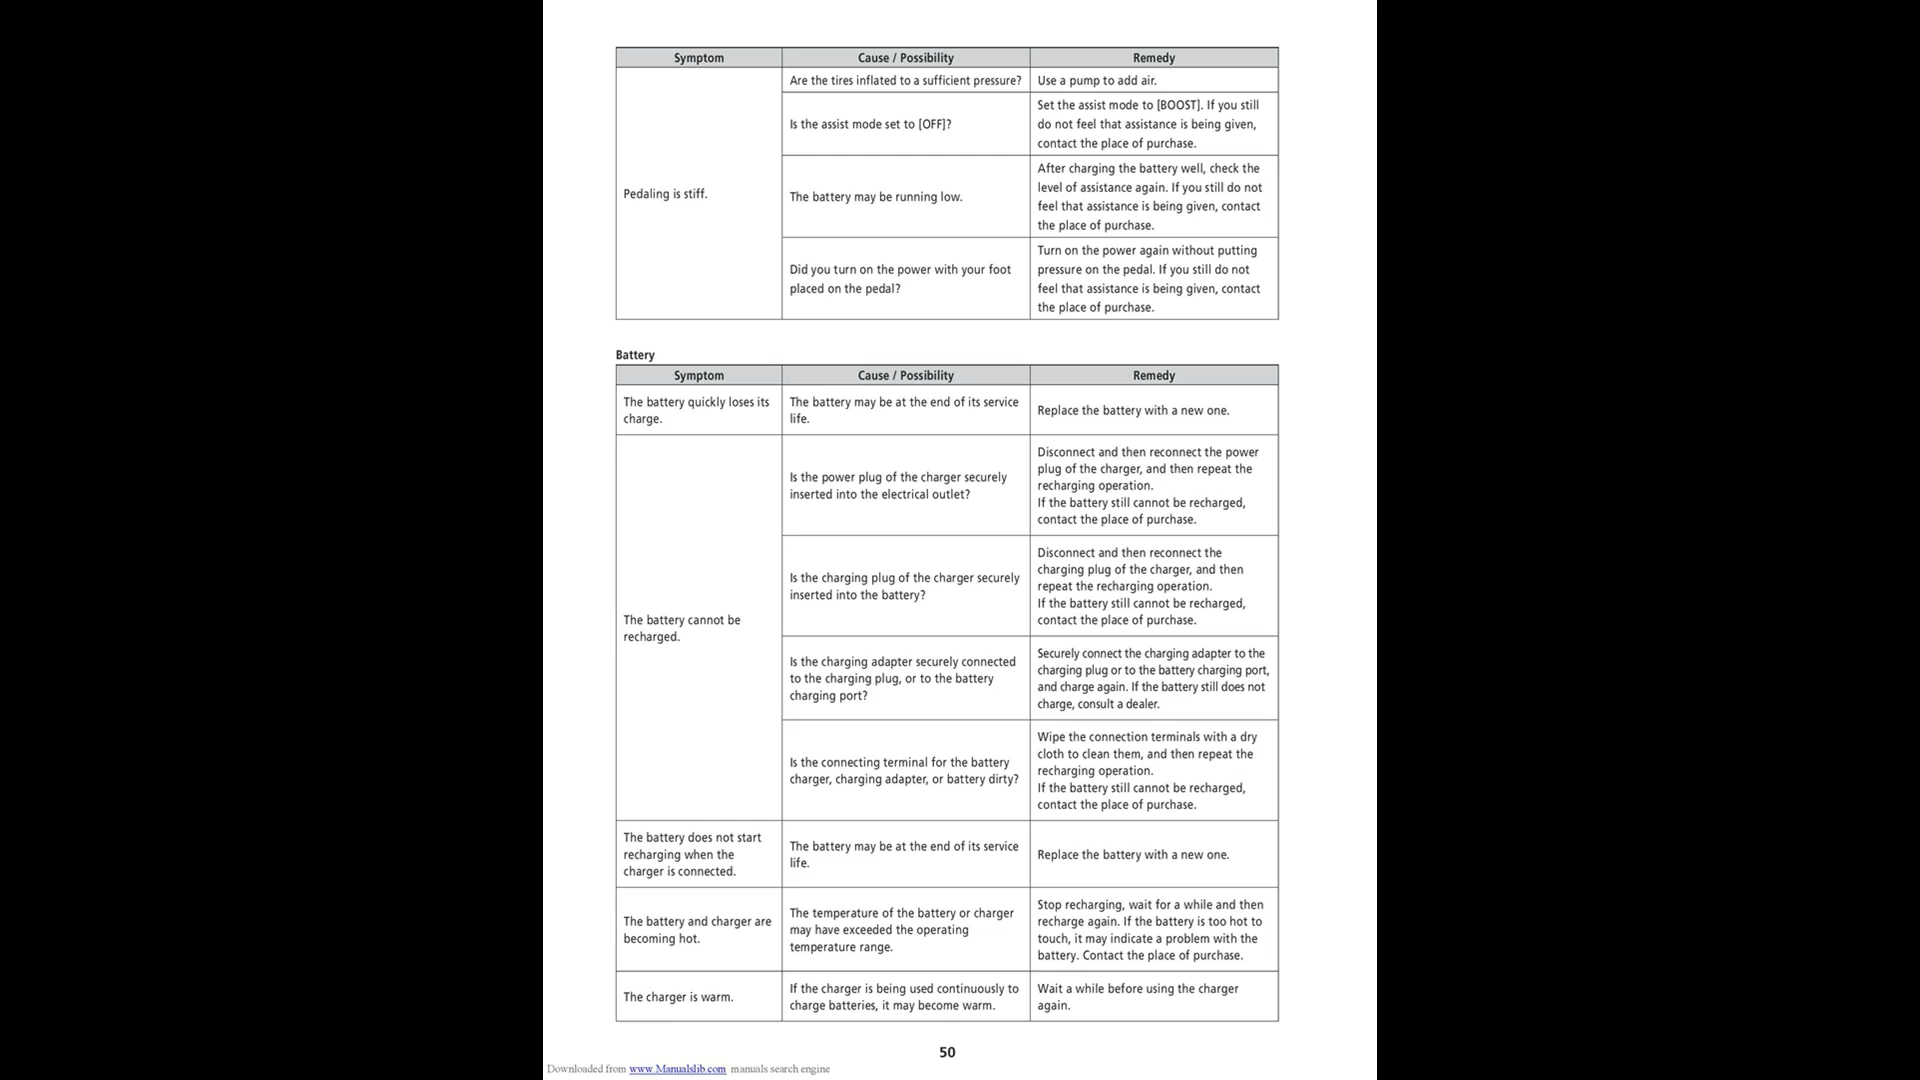 Symptom Cause / Possibility Remedy
Pedaling is stiff.
Are the tires inflated to a sufficient pressure?
Use a pump to add air.
Is the assist mode set to [OFF]?
Set the assist mode to [BOOST]. If you still
do not feel that assistance is being given,
contact the place of purchase.
The battery may be running low.
After charging the battery well, check the
level of assistance again. If you still do not
feel that assistance is being given, contact
the place of purchase.
Did you turn on the power with your foot
placed on the pedal?
Turn on the power again without putting
pressure on the pedal. If you still do not
feel that assistance is being given, contact
the place of purchase.
Battery
Symptom Cause / Possibility Remedy
The battery quickly loses its
charge.
The battery may be at the end of its service
life.
Replace the battery with a new one.
The battery cannot be
recharged.
Is the power plug of the charger securely
inserted into the electrical outlet?
Disconnect and then reconnect the power
plug of the charger, and then repeat the
recharging operation.
If the battery still cannot be recharged,
contact the place of purchase.
Is the charging plug of the charger securely
inserted into the battery?
Disconnect and then reconnect the
charging plug of the charger, and then
repeat the recharging operation.
If the battery still cannot be recharged,
contact the place of purchase.
Is the charging adapter securely connected
to the charging plug, or to the battery
charging port?
Securely connect the charging adapter to the
charging plug or to the battery charging port,
and charge again. If the battery still does not
charge, consult a dealer.
Is the connecting terminal for the battery
charger, charging adapter, or battery dirty?
Wipe the connection terminals with a dry
cloth to clean them, and then repeat the
recharging operation.
If the battery still cannot be recharged,
contact the place of purchase.
The battery does not start
recharging when the
charger is connected.
The battery may be at the end of its service
life.
Replace the battery with a new one.
The battery and charger are
becoming hot.
The temperature of the battery or charger
may have exceeded the operating
temperature range.
Stop recharging, wait for a while and then
recharge again. If the battery is too hot to
touch, it may indicate a problem with the
battery. Contact the place of purchase.
The charger is warm.
If the charger is being used continuously to
charge batteries, it may become warm.
Wait a while before using the charger
again.
50
Downloaded from www.Manualslib.com manuals search engine